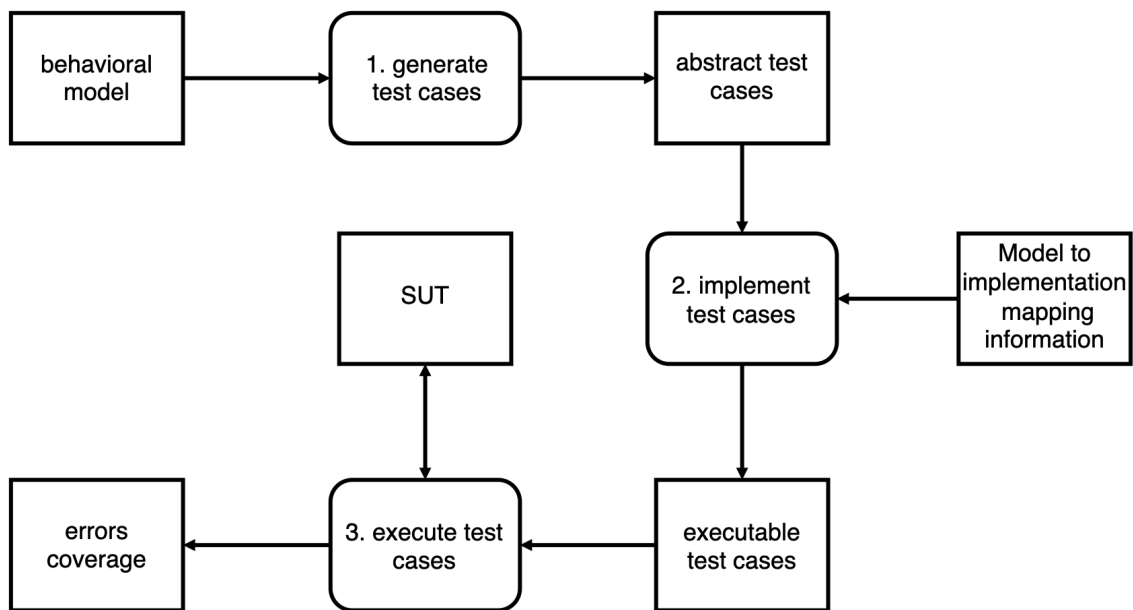 behavioral
model
1. generate
test cases
abstract test
cases
SUT
2. implement
test cases
Model to
implementation
mapping
information
errors
coverage
3. execute test
cases
executable
test cases